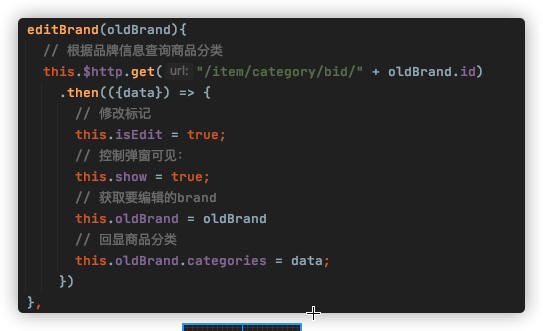 editBrand(oldBrand){
// 根据品牌信息查询商品分类
this.$http.get( url: "/item/category/bid/" + oldBrand.id)
.then(({data}) => {
// 修改标记
this.isEdit = true;
// 控制弹窗可见：
this.show = true;
// 获取要编辑的brand
this.oldBrand = oldBrand
// 回显商品分类
this.oldBrand.categories = data;
})
},